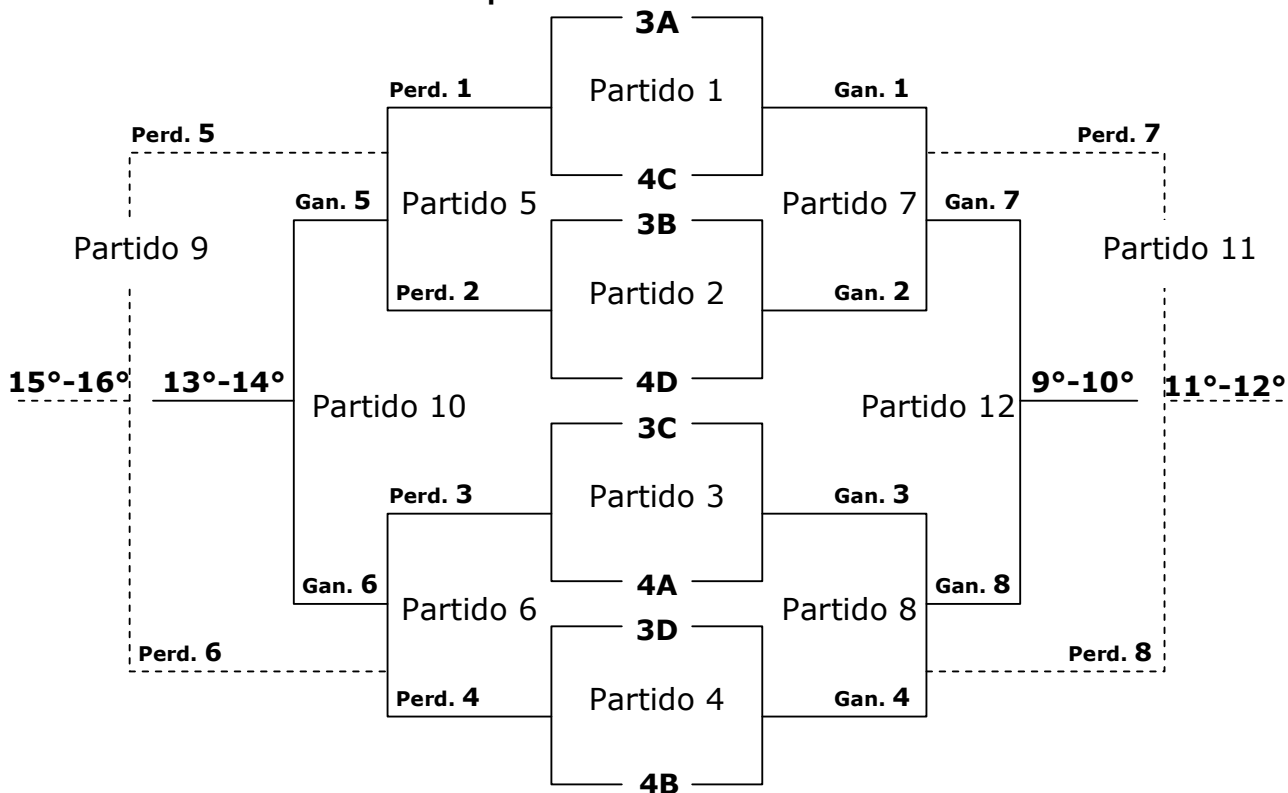 3A
Perd. 1
Partido 1
Gan. 1
Perd. 5
Perd. 7
4C
Gan. 5
Partido 5
Partido 7
Gan. 7
3B
Partido 9
Partido 11
Perd. 2
Partido 2
Gan. 2
15°-16°
13°-14°
4D
9°-10°
11°-12°
Partido 10
Partido 12
3C
Perd. 3
Partido 3
Gan. 3
Gan. 6
4A
Gan. 8
Partido 6
Partido 8
3D
Perd. 6
Perd. 8
Perd. 4
Partido 4
Gan. 4
4B